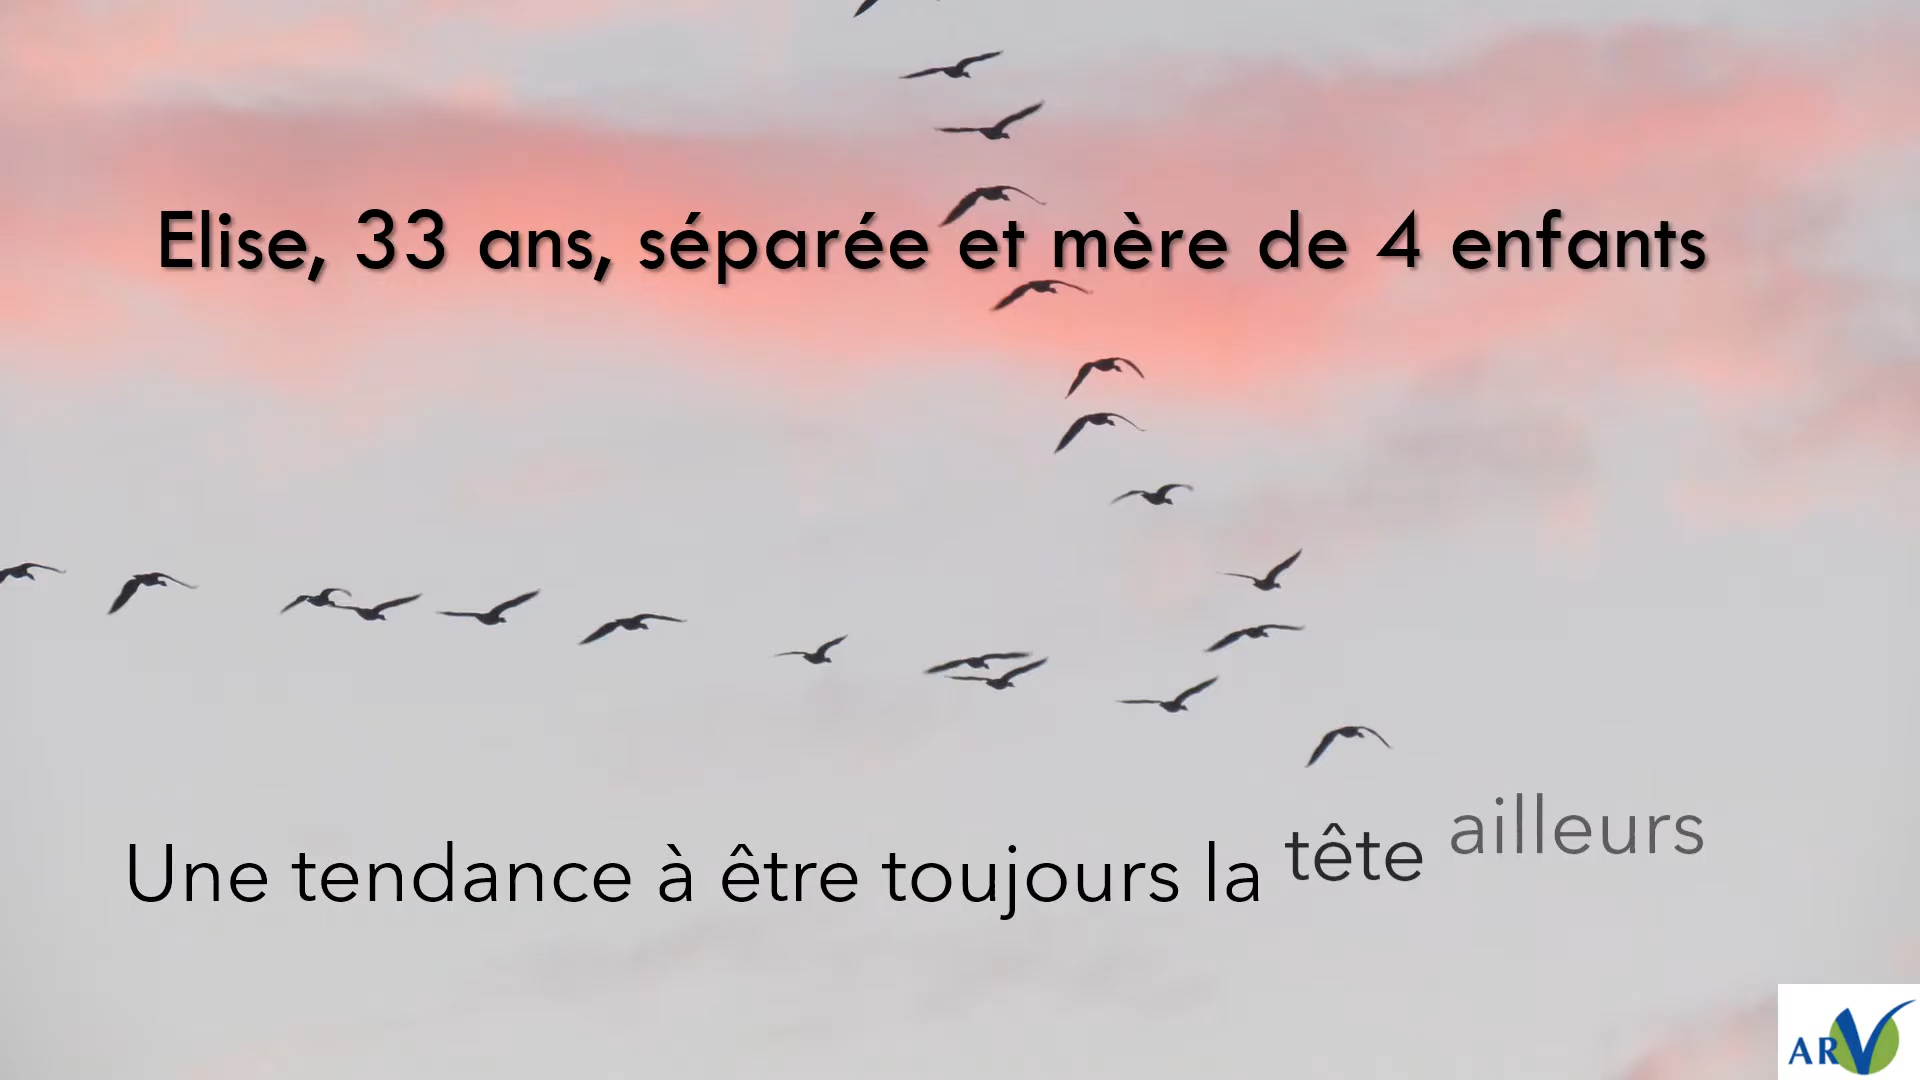 Elise, 33 ans, séparée et mère de 4 enfants
Une tendance à être toujours la tête ailleurs
ARV